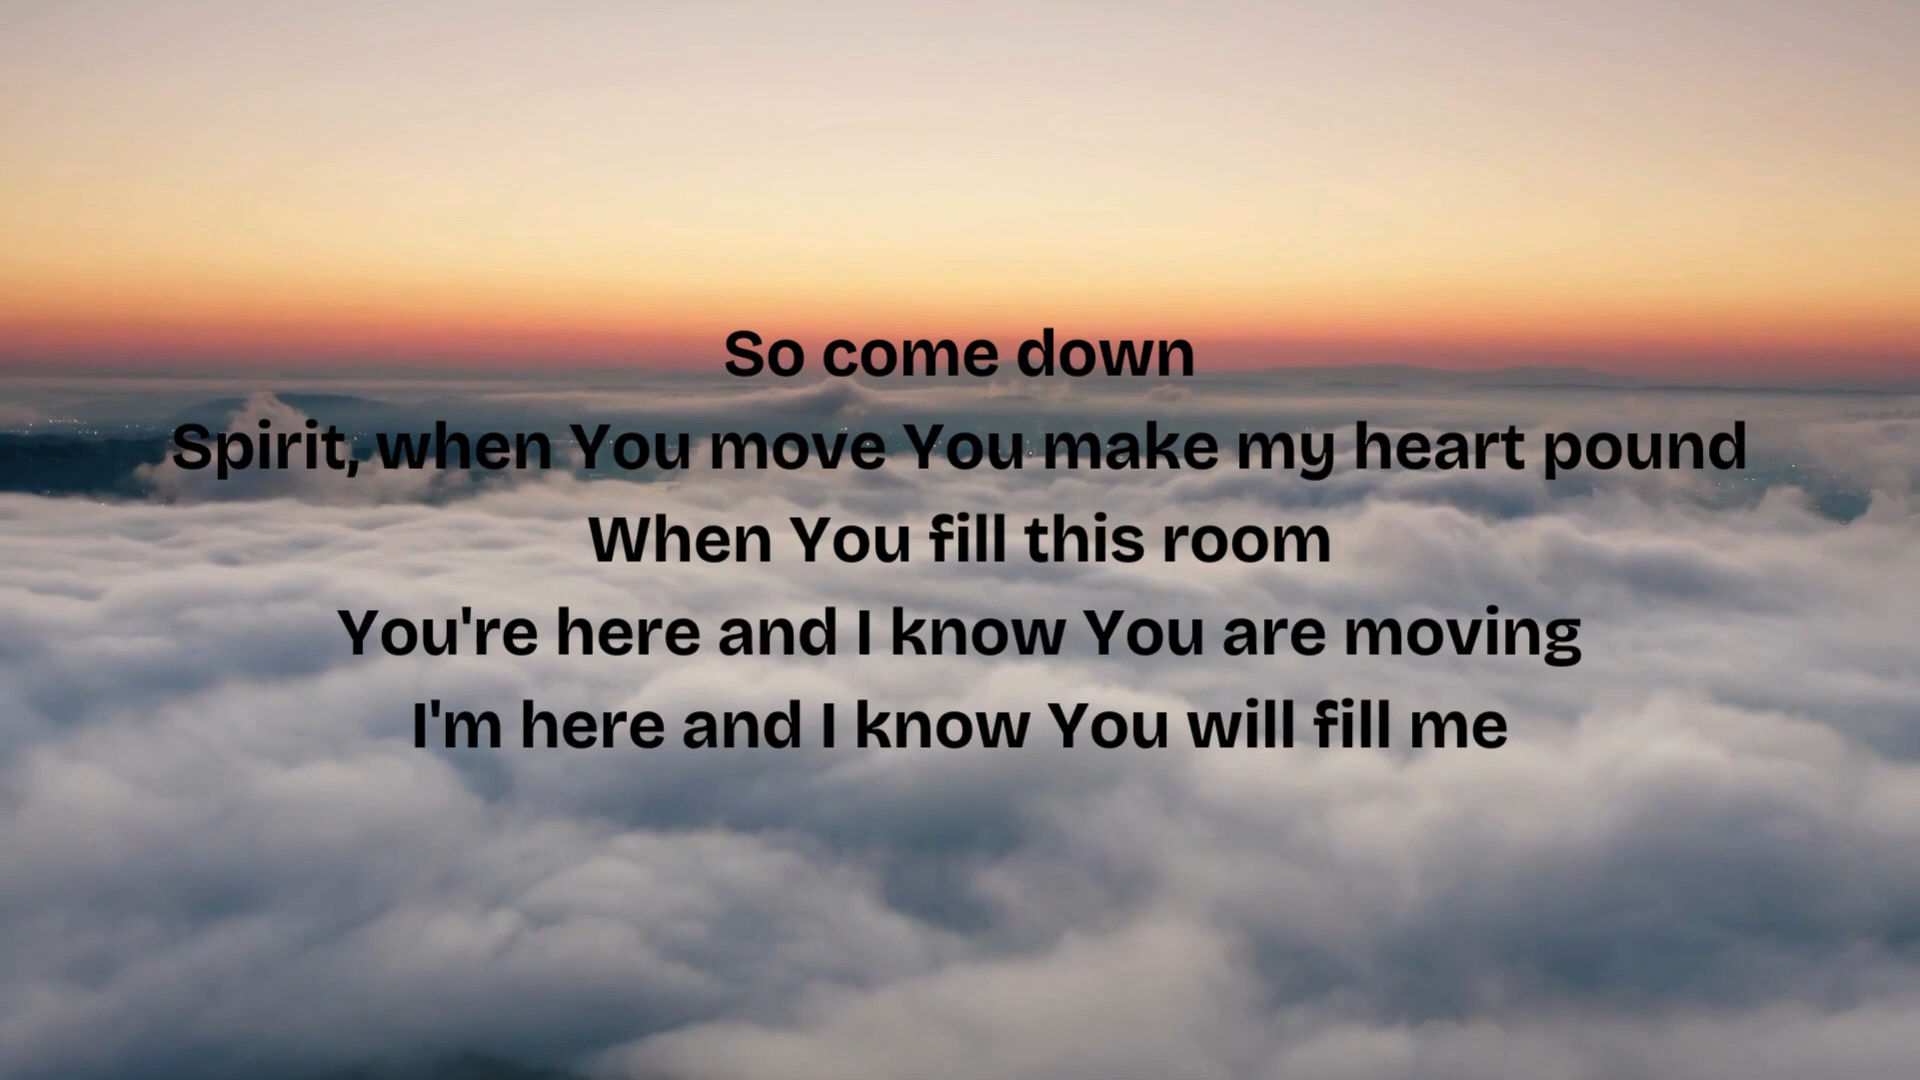 So come down
Spirit, when You move You make my heart pound
When You fill this room
You're here and I know You are moving
I'm here and I know You will fill me